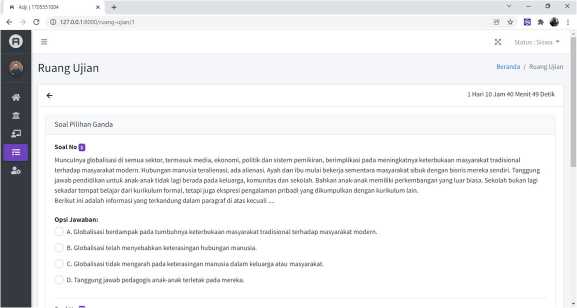 Adji | 1705551004
127.0.0.1:8000/ruang-ujian/1
Status : Siswa
Ruang Ujian
Beranda / Ruang Ujian
1 Hari 10 Jam 40 Menit 49 Detik
Soal Pilihan Ganda
Soal No 1
Munculnya globalisasi di semua sektor, termasuk media, ekonomi, politik dan sistem pemikiran, berimplikasi pada meningkatnya keterbukaan masyarakat tradisional
terhadap masyarakat modern. Hubungan manusia teralienasi, ada alienasi. Ayah dan ibu mulai bekerja sementara masyarakat sibuk dengan bisnis mereka sendiri. Tanggung
jawab pendidikan untuk anak-anak tidak lagi berada pada keluarga, komunitas dan sekolah. Bahkan anak-anak memiliki perkembangan yang luar biasa. Sekolah bukan lagi
sekadar tempat belajar dari kurikulum formal, tetapi juga ekspresi pengalaman pribadi yang dikumpulkan dengan kurikulum lain.
Berikut ini adalah informasi yang terkandung dalam paragraf di atas kecuali ....
Opsi Jawaban:
A. Globalisasi berdampak pada tumbuhnya keterbukaan masyarakat tradisional terhadap masyarakat modern.
B. Globalisasi telah menyebabkan keterasingan hubungan manusia.
C. Globalisasi tidak mengarah pada keterasingan manusia dalam keluarga atau masyarakat.
D. Tanggung jawab pedagogis anak-anak terletak pada mereka.